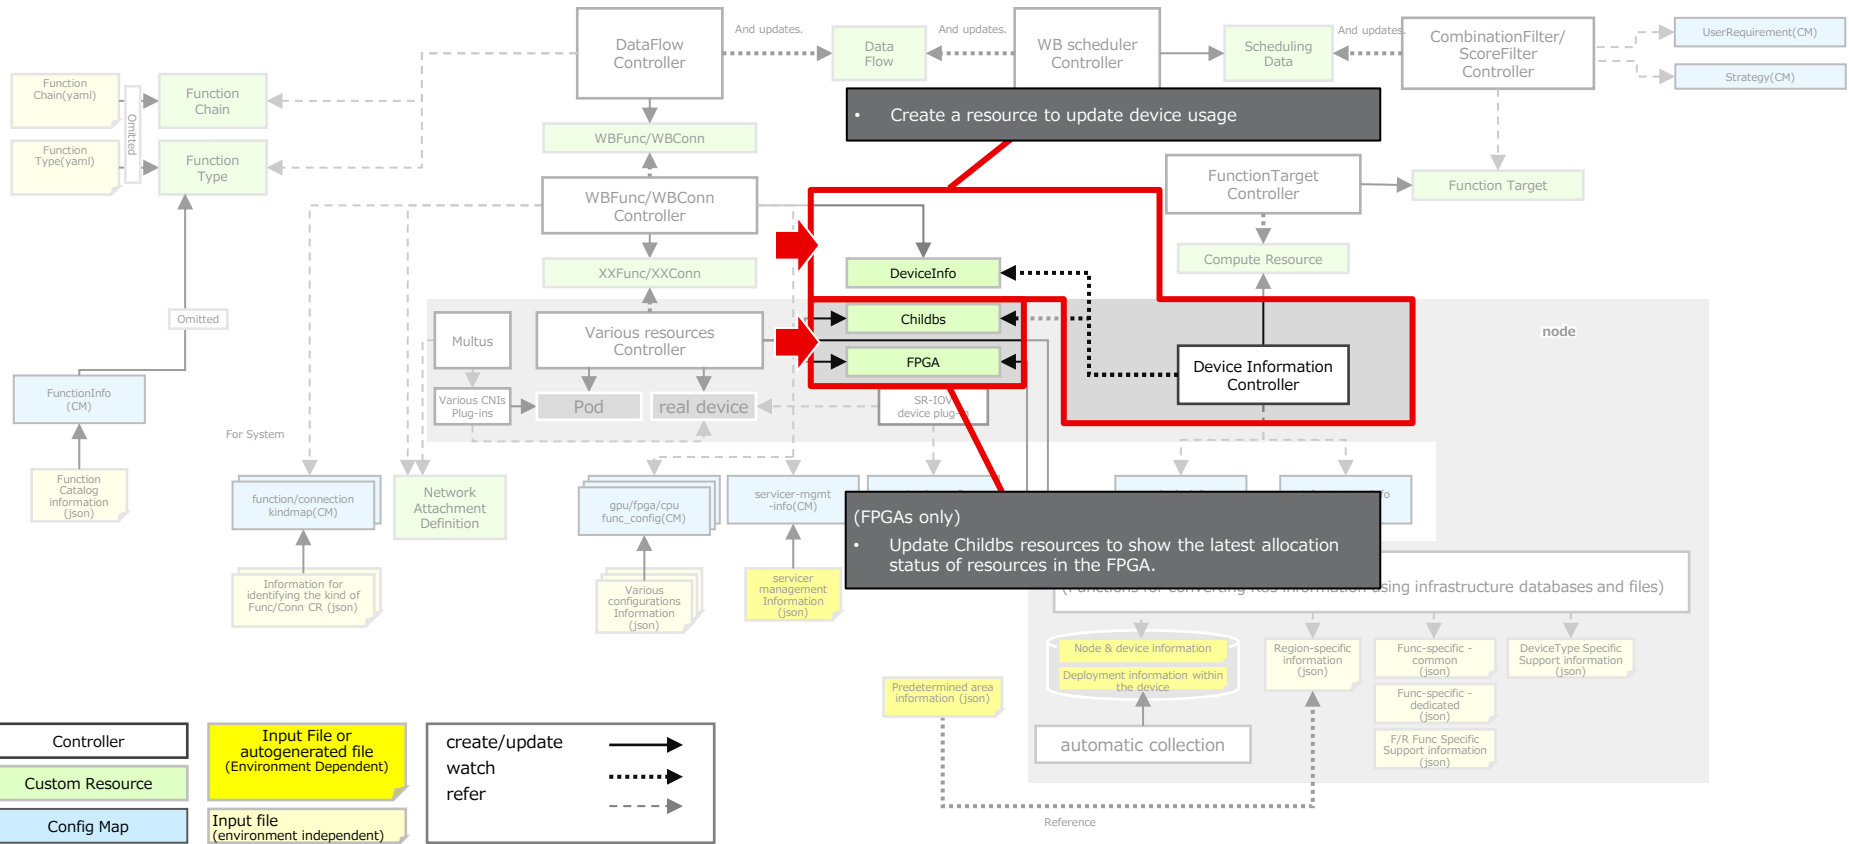 DataFlow
Controller
And updates.
Data
Flow
And updates.
WB scheduler
Controller
Scheduling
Data
And updates.
CombinationFilter/
ScoreFilter
Controller
UserRequirement(CM)
Strategy(CM)
Function
Chain(yaml)
Function
Chain
Omitted
Function
Type(yaml)
Function
Type
• Create a resource to update device usage
WBFunc/WBConn
WBFunc/WBConn
Controller
FunctionTarget
Controller
Function Target
XXFunc/XXConn
DeviceInfo
Compute Resource
Omitted
Multus
Various resources
Controller
Childbs
FPGA
node
Device Information
Controller
FunctionInfo
(CM)
Various CNIs
Plug-ins
Pod
real device
SR-IOV
device plug-in
For System
Function
Catalog
information
(json)
function/connection
kindmap(CM)
Network
Attachment
Definition
gpu/fpga/cpu
func_config(CM)
servicer-mgmt
-info(CM)
(FPGAs only)
• Update Childbs resources to show the latest allocation
status of resources in the FPGA.
Information for
identifying the kind of
Func/Conn CR (json)
Various
configurations
Information
(json)
servicer
management
Information
(json)
(Functions for converting K8s information using infrastructure databases and files)
Node & device information
Deployment information within
the device
Region-specific
information
(json)
Func-specific -
common
(json)
DeviceType Specific
Support information
(json)
Predetermined area
information (json)
Func-specific -
dedicated
(json)
automatic collection
F/R Func Specific
Support information
(json)
Reference
Controller
Custom Resource
Config Map
Input File or
autogenerated file
(Environment Dependent)
Input file
(environment independent)
create/update
watch
refer